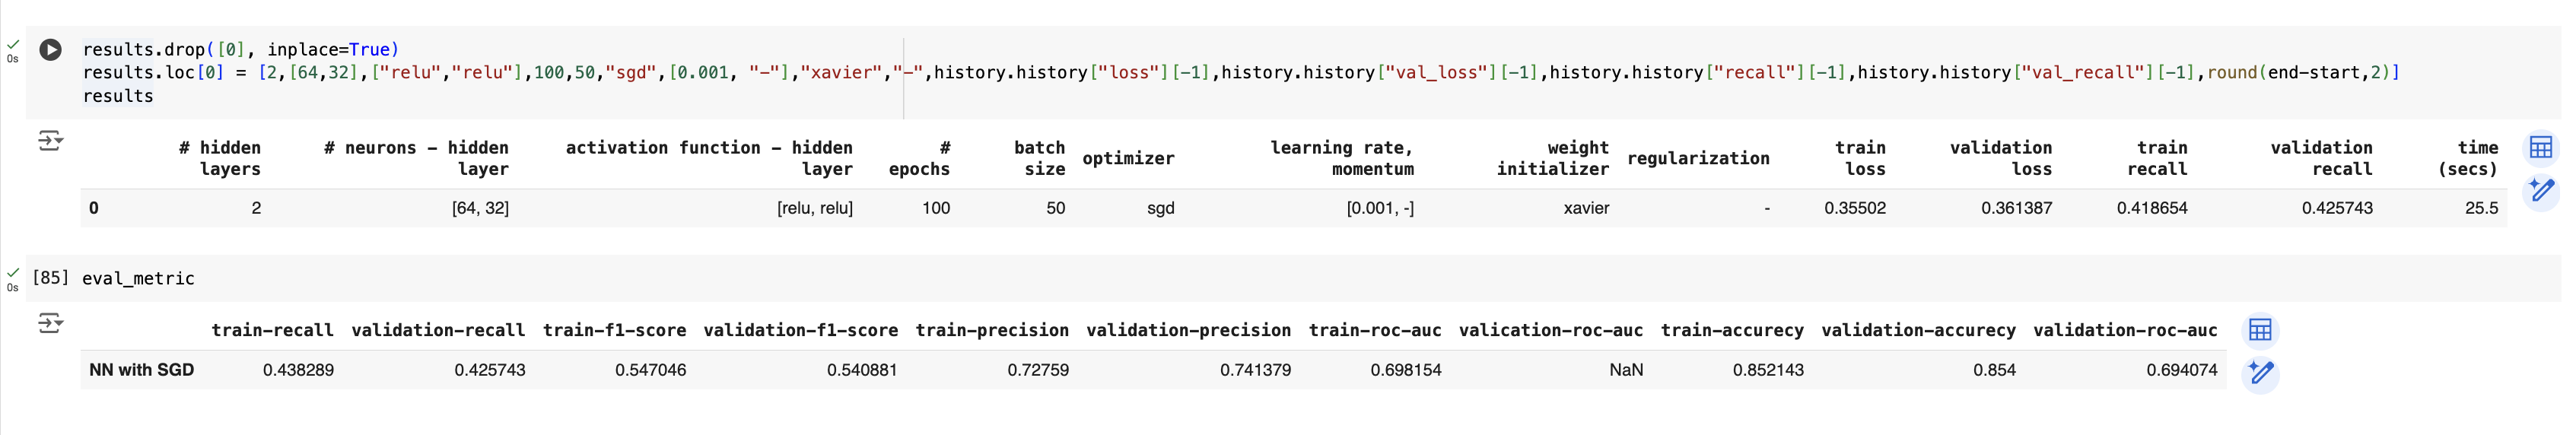 results.drop([0], inplace=True)
0s
results.loc[0] = [2,[64,32],["relu","relu"],100,50,"sgd",[0.001, "-"],"xavier","-",history.history["loss"][-1],history.history["val_loss"][-1],history.history["recall"][-1],history.history["val_recall"][-1],round(end-start,2)]
results
# hidden layers # neurons - hidden layer activation function - hidden layer # epochs batch size optimizer learning rate, momentum weight initializer regularization train loss validation loss train recall validation recall time (secs)
0 2 [64, 32] [relu, relu] 100 50 sgd [0.001, -] xavier - 0.35502 0.361387 0.418654 0.425743 25.5
[85] eval_metric
0s
train-recall validation-recall train-f1-score validation-f1-score train-precision validation-precision train-roc-auc valication-roc-auc train-accurecy validation-accurecy validation-roc-auc
NN with SGD 0.438289 0.425743 0.547046 0.540881 0.72759 0.741379 0.698154 NaN 0.852143 0.854 0.694074